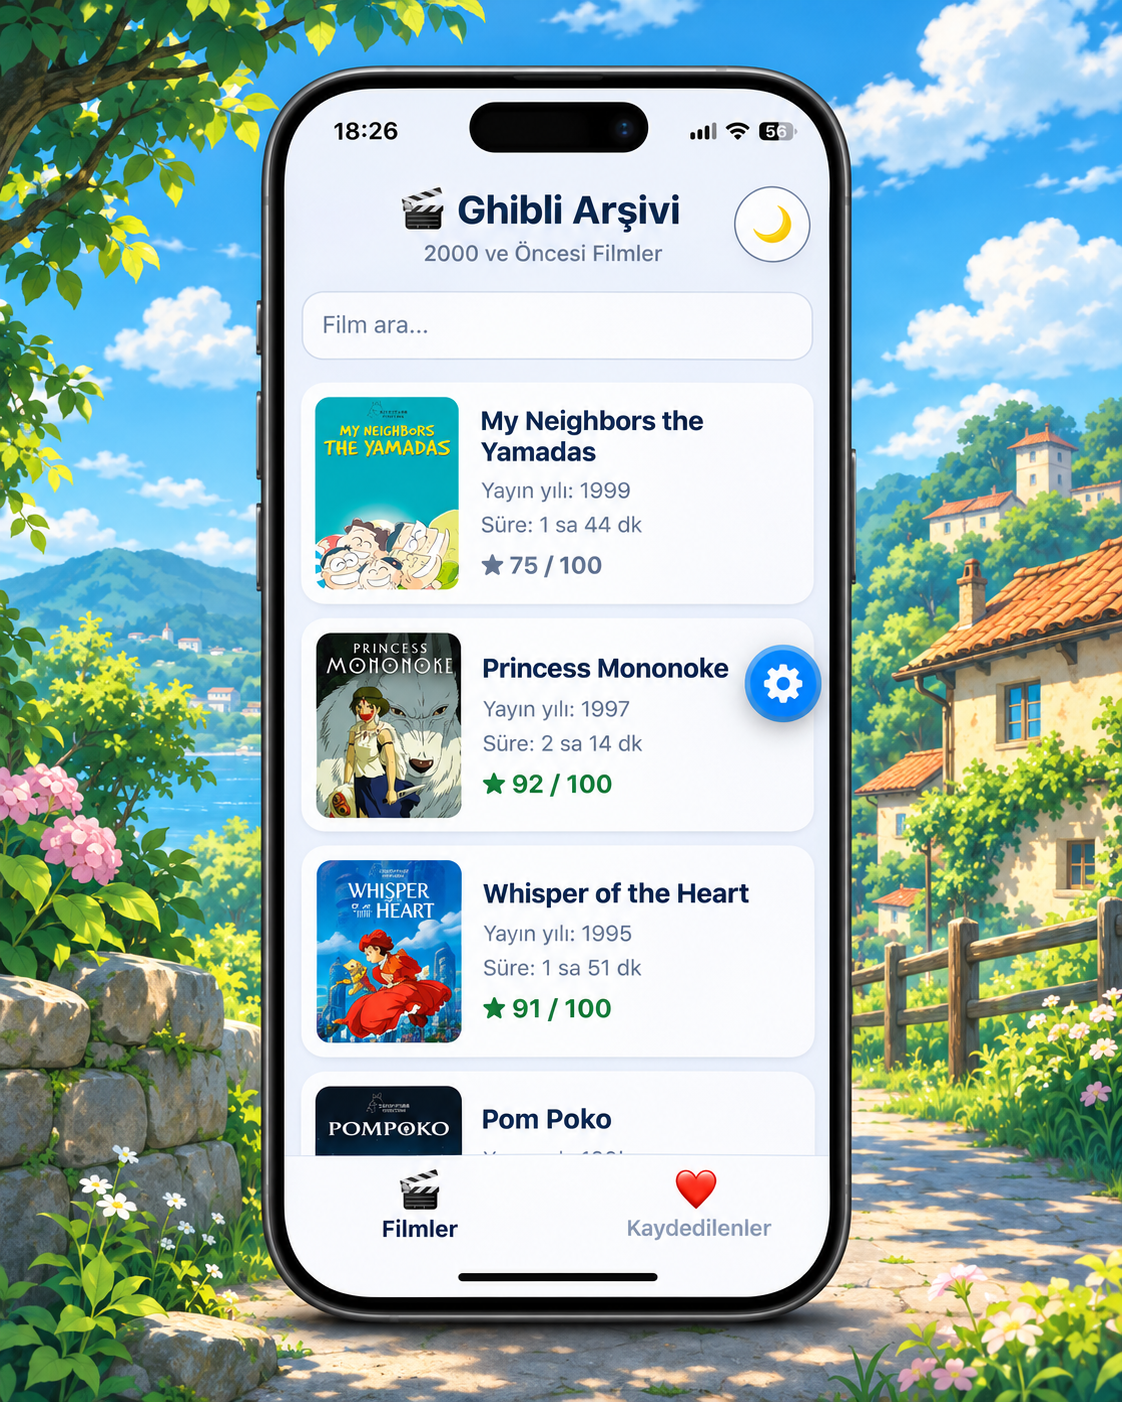 18:26
56
Ghibli Arşivi
2000 ve Öncesi Filmler
Film ara...
MY NEIGHBORS
THE YAMADAS
My Neighbors the
Yamadas
Yayın yılı: 1999
Süre: 1 sa 44 dk
75 / 100
PRINCESS
MONONOKE
Princess Mononoke
Yayın yılı: 1997
Süre: 2 sa 14 dk
92 / 100
WHISPER
HEART
Whisper of the Heart
Yayın yılı: 1995
Süre: 1 sa 51 dk
91 / 100
POMPOKO
Pom Poko
Filmler
Kaydedilenler